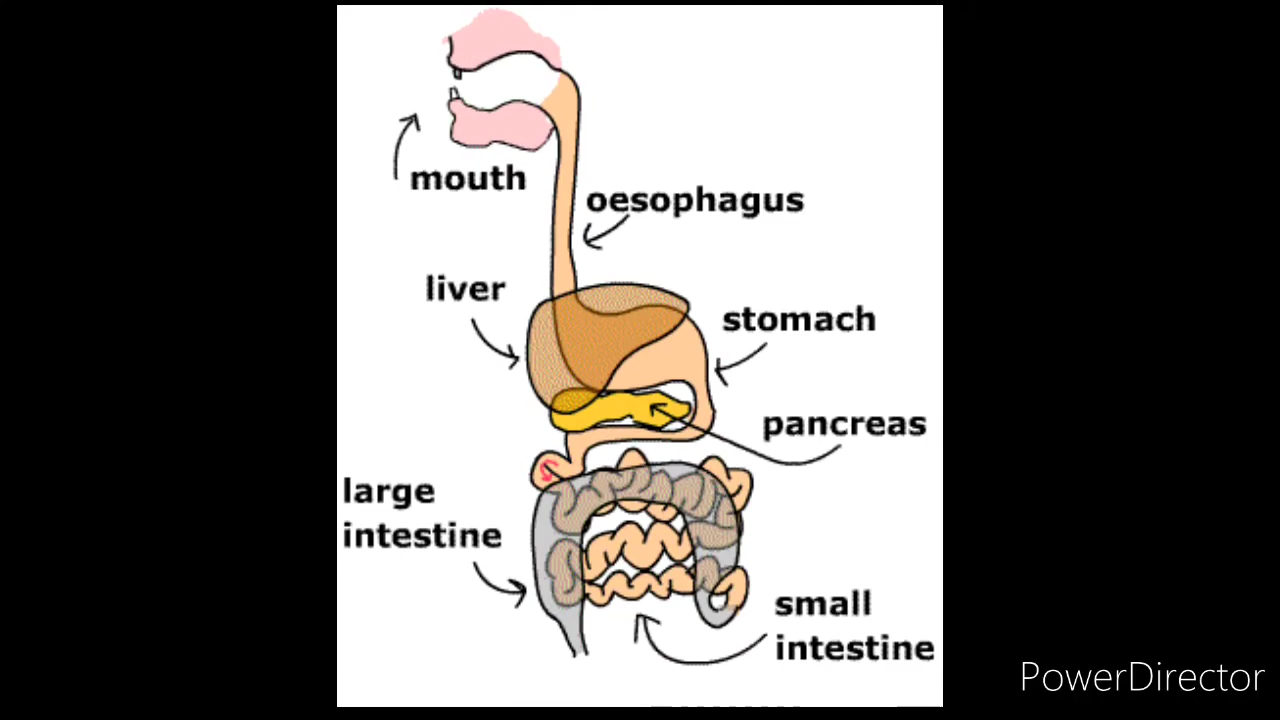 mouth
oesophagus
liver
stomach
pancreas
large
intestine
small
intestine
PowerDirector